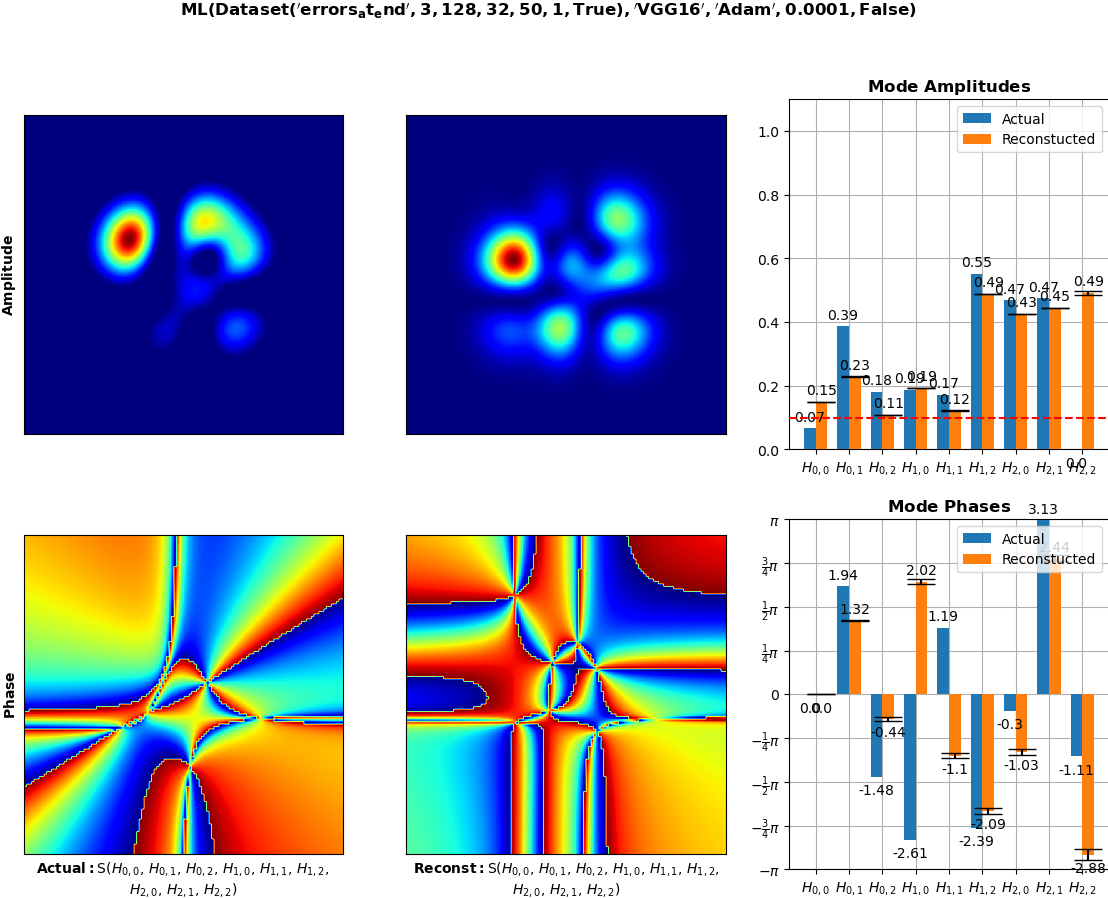 ML(Dataset('errorsₐtₑnd', 3, 128, 32, 50, 1, True), 'VGG16', 'Adam', 0.0001, False)
Amplitude
Mode Amplitudes
Actual
Reconstucted
1.0
0.8
0.6
0.4
0.2
0.0
0.07
0.15
0.39
0.23
0.18
0.11
0.19
0.19
0.17
0.12
0.55
0.49
0.47
0.43
0.47
0.45
0.0
0.49
H₀,₀ H₀,₁ H₀,₂ H₁,₀ H₁,₁ H₁,₂ H₂,₀ H₂,₁ H₂,₂
Phase
Actual: S(H₀,₀, H₀,₁, H₀,₂, H₁,₀, H₁,₁, H₁,₂,
H₂,₀, H₂,₁, H₂,₂)
Reconst: S(H₀,₀, H₀,₁, H₀,₂, H₁,₀, H₁,₁, H₁,₂,
H₂,₀, H₂,₁, H₂,₂)
Mode Phases
Actual
Reconstucted
π
3/4π
1/2π
1/4π
0
−1/4π
−1/2π
−3/4π
−π
0.0
0.0
1.94
1.32
-1.48
-0.44
-2.61
2.02
1.19
-1.1
-2.39
-2.09
-0.3
-1.03
3.13
2.44
-1.11
-2.88
H₀,₀ H₀,₁ H₀,₂ H₁,₀ H₁,₁ H₁,₂ H₂,₀ H₂,₁ H₂,₂